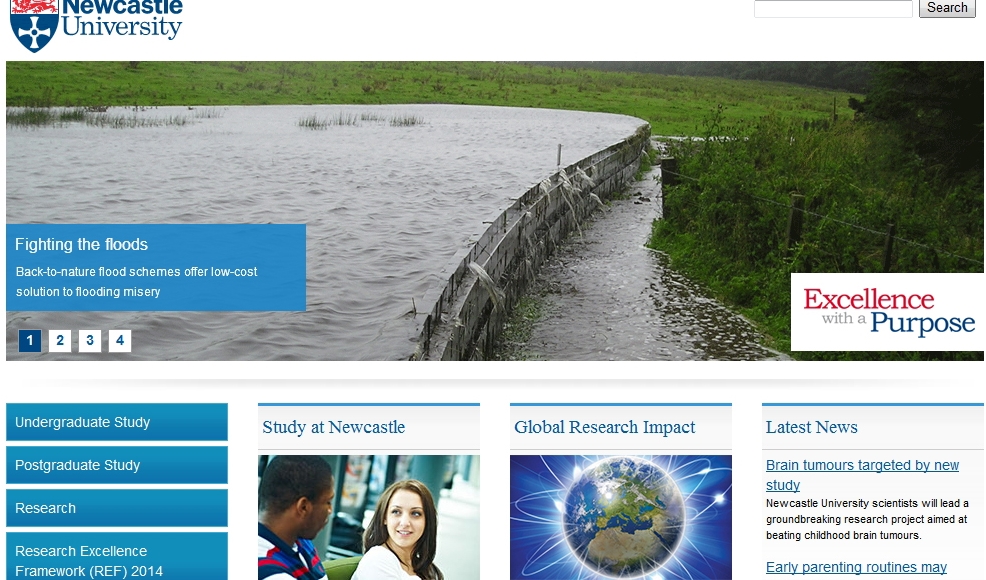 Newcastle
University
Search
Fighting the floods
Back-to-nature flood schemes offer low-cost
solution to flooding misery
1 2 3 4
Excellence
with a Purpose
Undergraduate Study
Postgraduate Study
Research
Research Excellence
Framework (REF) 2014
Study at Newcastle
Global Research Impact
Latest News
Brain tumours targeted by new
study
Newcastle University scientists will lead a
groundbreaking research project aimed at
beating childhood brain tumours.
Early parenting routines may